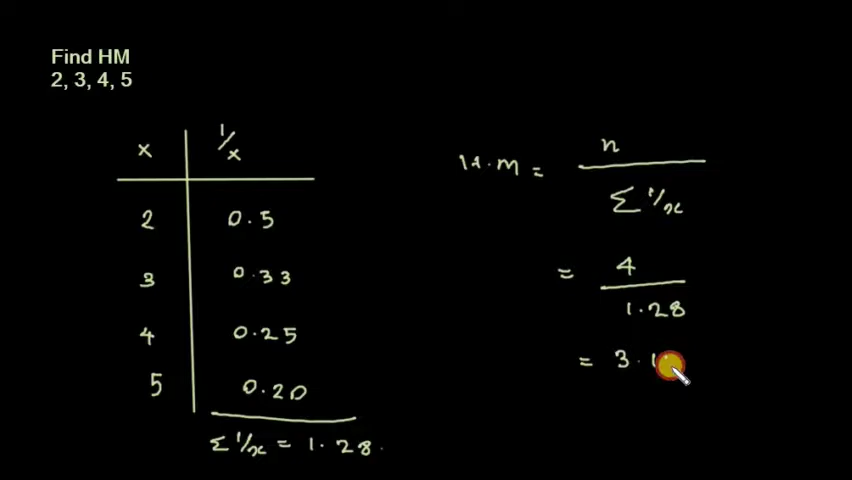 Find HM
2, 3, 4, 5
x 1/x
2 0.5
3 0.33
4 0.25
5 0.20
Σ 1/x = 1.28.
H.M = n / Σ 1/x
= 4 / 1.28
= 3.1